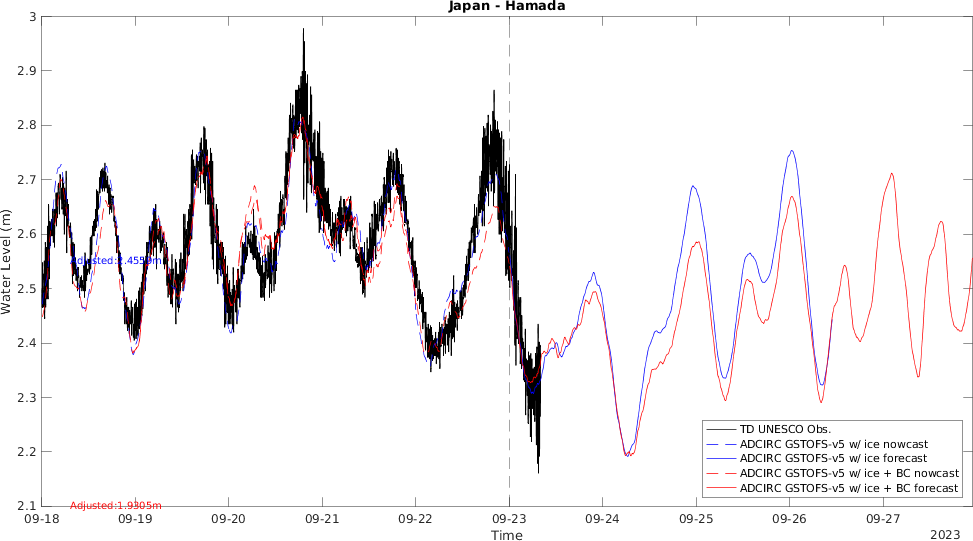 Japan - Hamada
3
2.9
2.8
2.7
2.6
2.5
2.4
2.3
2.2
2.1
Water Level (m)
Adjusted:1.9305m
TD UNESCO Obs.
ADCIRC GSTOFS-v5 w/ ice nowcast
ADCIRC GSTOFS-v5 w/ ice forecast
ADCIRC GSTOFS-v5 w/ ice + BC nowcast
ADCIRC GSTOFS-v5 w/ ice + BC forecast
09-18 09-19 09-20 09-21 09-22 09-23 09-24 09-25 09-26 09-27
Time
2023